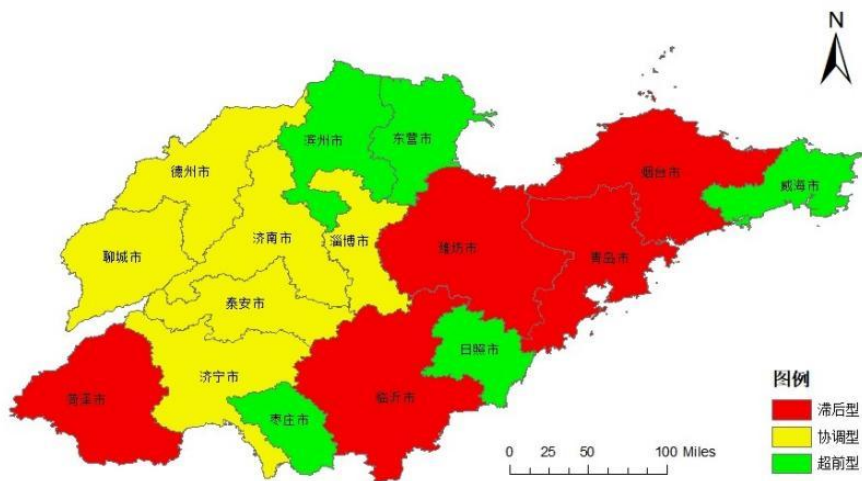 N
滨州市
东营市
烟台市
德州市
威海市
济南市
淄博市
潍坊市
聊城市
青岛市
泰安市
日照市
济宁市
菏泽市
临沂市
枣庄市
图例
滞后型
协调型
超前型
0 25 50 100 Miles